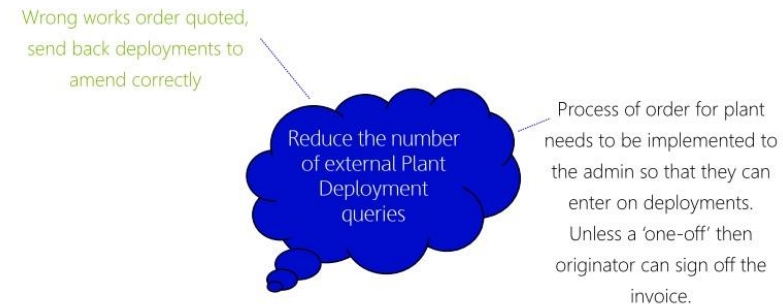 Wrong works order quoted,
send back deployments to
amend correctly
Reduce the number
of external Plant
Deployment
queries
Process of order for plant
needs to be implemented to
the admin so that they can
enter on deployments.
Unless a ‘one-off’ then
originator can sign off the
invoice.